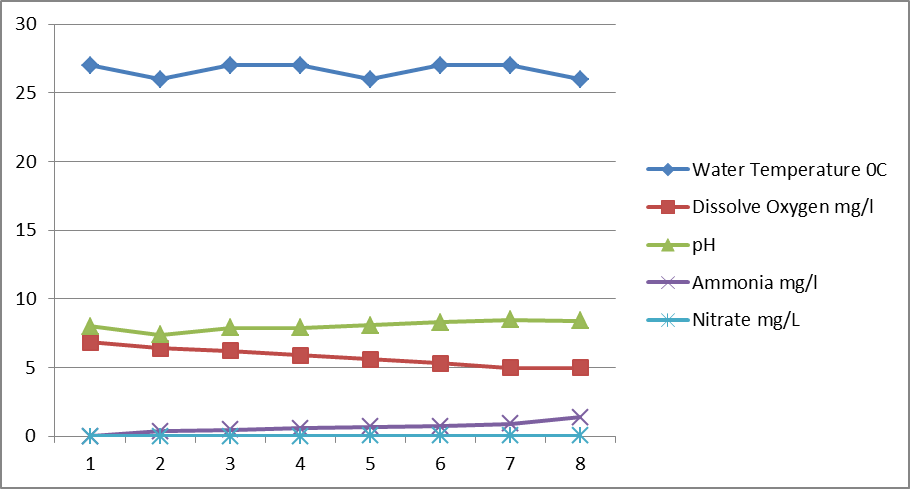 30
25
20
15
10
5
0
1 2 3 4 5 6 7 8
Water Temperature 0C
Dissolve Oxygen mg/l
pH
Ammonia mg/l
Nitrate mg/L